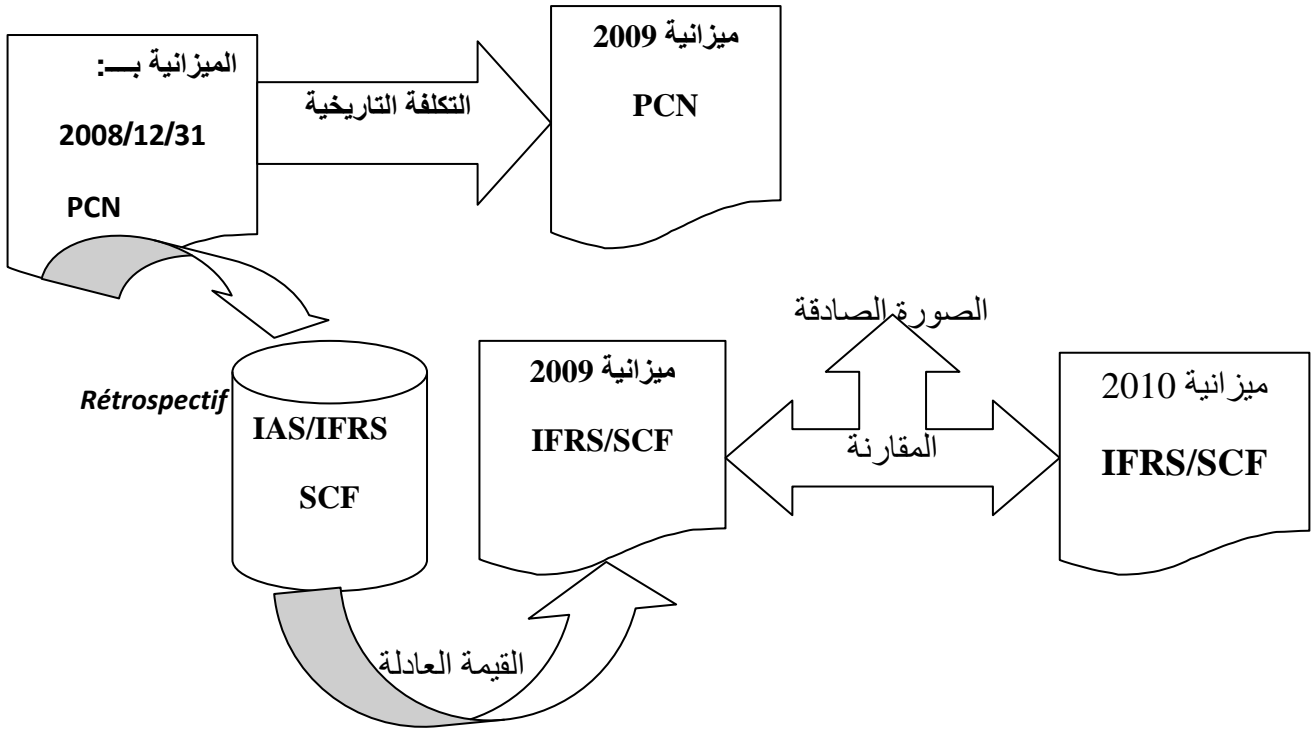 الميزانية بـــ:
2008/12/31
PCN
التكلفة التاريخية
ميزانية 2009
PCN
Rétrospectif
IAS/IFRS
SCF
القيمة العادلة
ميزانية 2009
IFRS/SCF
الصورة الصادقة
المقارنة
ميزانية 2010
IFRS/SCF